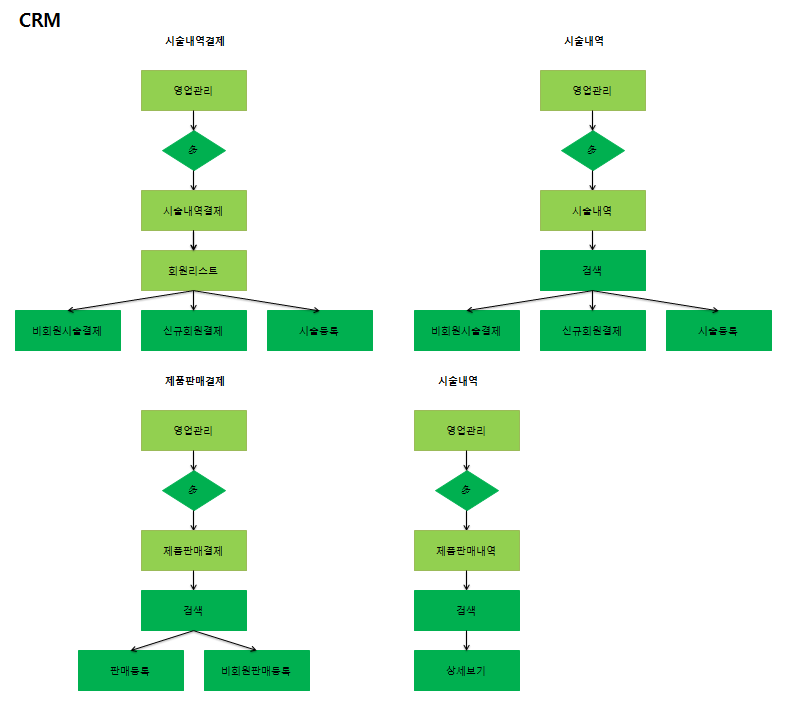 CRM
시술내역결제
영업관리
多
시술내역결제
회원리스트
비회원시술결제
신규회원결제
시술등록
시술내역
영업관리
多
시술내역
검색
비회원시술결제
신규회원결제
시술등록
제품판매결제
영업관리
多
제품판매결제
검색
판매등록
비회원판매등록
시술내역
영업관리
多
제품판매내역
검색
상세보기